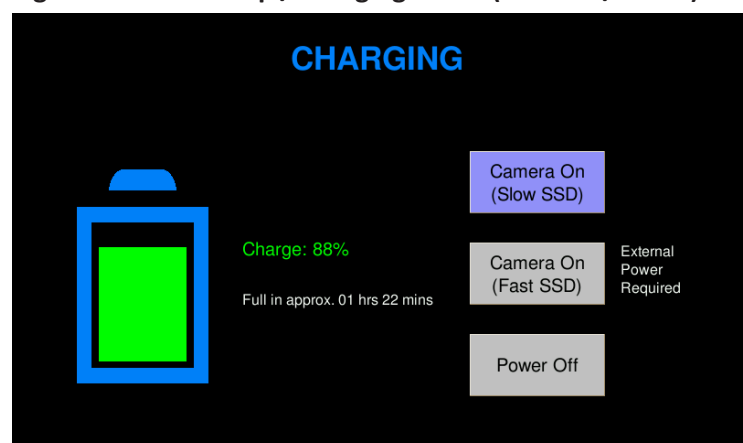 CHARGING
Camera On
(Slow SSD)
Charge: 88%
Full in approx. 01 hrs 22 mins
Camera On
(Fast SSD)
External
Power
Required
Power Off